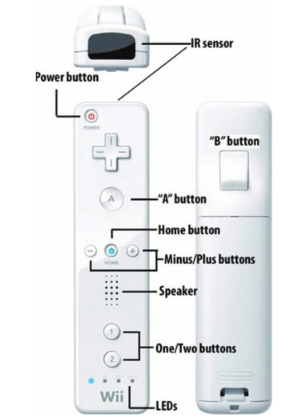 IR sensor
Power button
POWER
"B" button
A
"A" button
Home button
HOME
Minus/Plus buttons
Speaker
1
One/Two buttons
2
Wii
LEDs